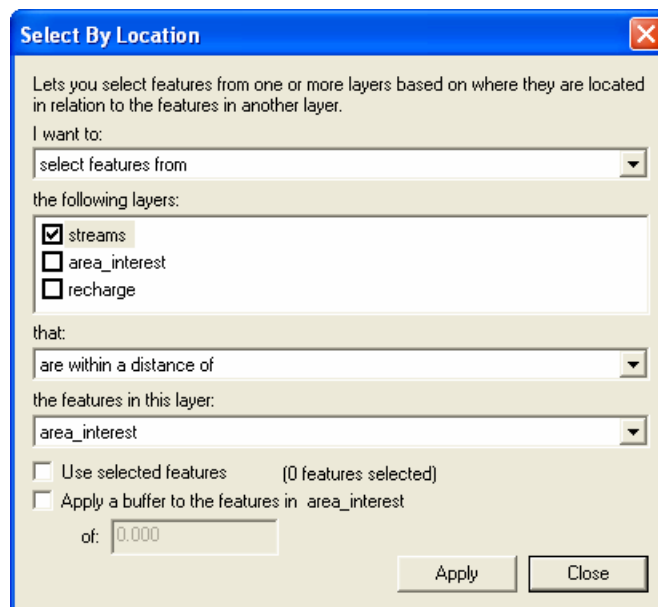 Select By Location
Lets you select features from one or more layers based on where they are located
in relation to the features in another layer.
I want to:
select features from
the following layers:
streams
area_interest
recharge
that:
are within a distance of
the features in this layer:
area_interest
Use selected features (0 features selected)
Apply a buffer to the features in area_interest
of: 0.000
Apply Close